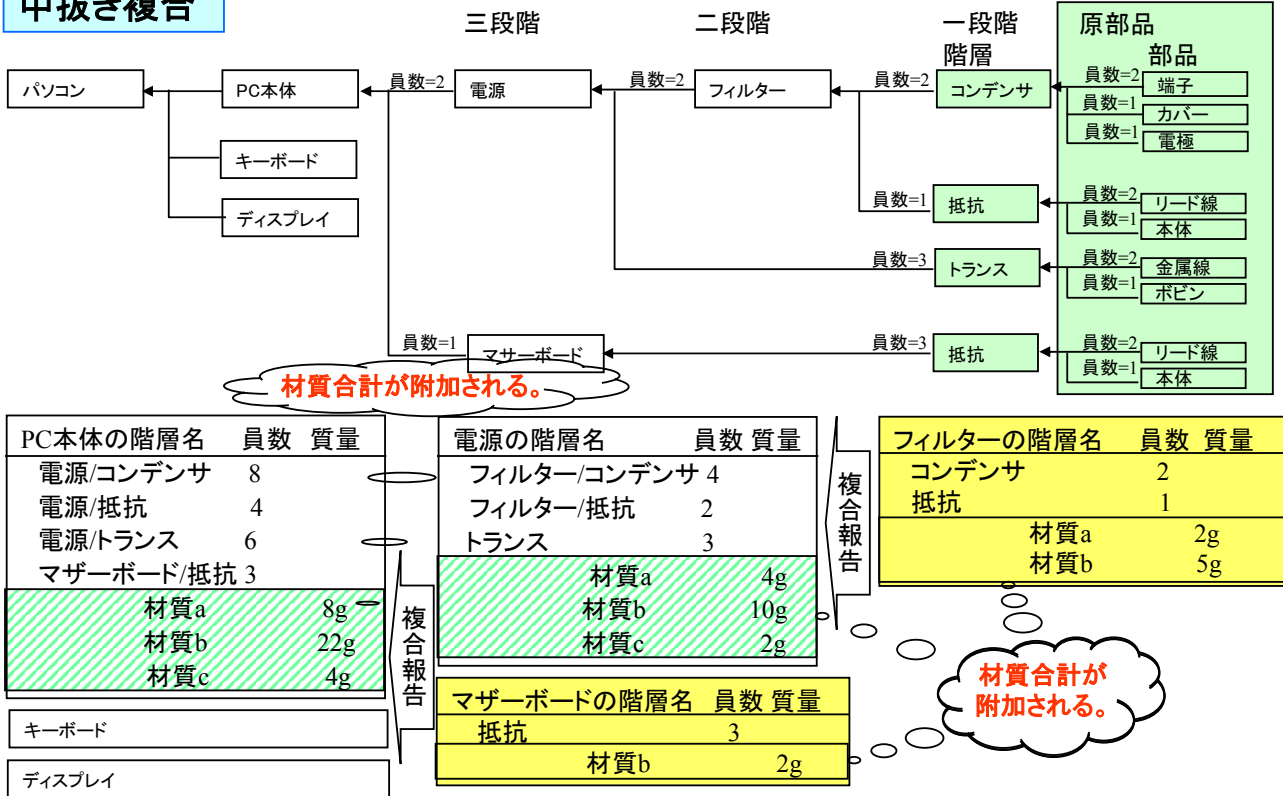 中抜き複合
三段階
二段階
一段階
階層
原部品
部品
パソコン
PC本体
員数=2
電源
員数=2
フィルター
員数=2
コンデンサ
員数=2
端子
員数=1
カバー
員数=1
電極
キーボード
ディスプレイ
員数=1
抵抗
員数=2
リード線
員数=1
本体
員数=3
トランス
員数=2
金属線
員数=1
ボビン
員数=1
マサーボード
員数=3
抵抗
員数=2
リード線
員数=1
本体
材質合計が附加される。
PC本体の階層名 員数 質量
電源/コンデンサ 8
電源/抵抗 4
電源/トランス 6
マザーボード/抵抗 3
材質a 8g
材質b 22g
材質c 4g
キーボード
ディスプレイ
複合報告
電源の階層名 員数 質量
フィルター/コンデンサ 4
フィルター/抵抗 2
トランス 3
材質a 4g
材質b 10g
材質c 2g
マザーボードの階層名 員数 質量
抵抗 3
材質b 2g
複合報告
フィルターの階層名 員数 質量
コンデンサ 2
抵抗 1
材質a 2g
材質b 5g
材質合計が
附加される。